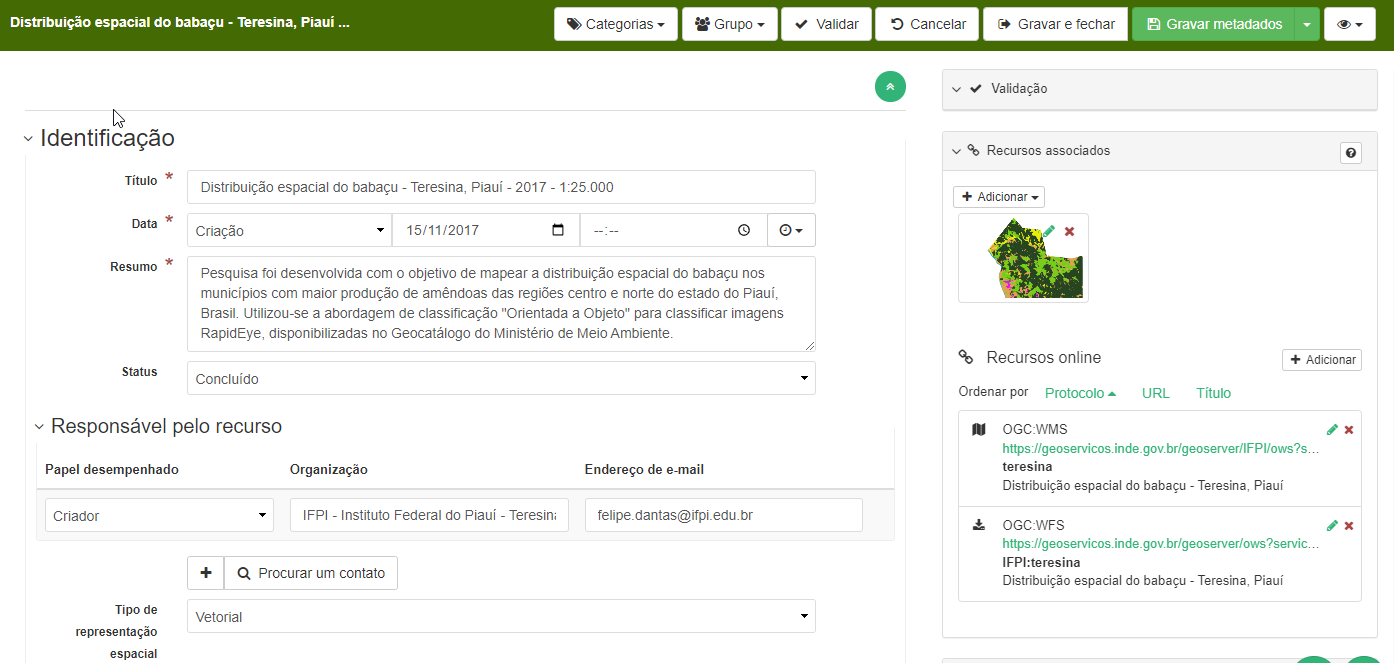 Distribuição espacial do babaçu - Teresina, Piauí ...
Categorias
Grupo
Validar
Cancelar
Gravar e fechar
Gravar metadados
Identificação
Título *
Distribuição espacial do babaçu - Teresina, Piauí - 2017 - 1:25.000
Data *
Criação
15/11/2017
--:--
Resumo *
Pesquisa foi desenvolvida com o objetivo de mapear a distribuição espacial do babaçu nos
municípios com maior produção de amêndoas das regiões centro e norte do estado do Piauí,
Brasil. Utilizou-se a abordagem de classificação "Orientada a Objeto" para classificar imagens
RapidEye, disponibilizadas no Geocatálogo do Ministério de Meio Ambiente.
Status
Concluído
Responsável pelo recurso
Papel desempenhado
Organização
Endereço de e-mail
Criador
IFPI - Instituto Federal do Piauí - Teresina
felipe.dantas@ifpi.edu.br
+
Procurar um contato
Tipo de
representação
espacial
Vetorial
Validação
Recursos associados
?
+ Adicionar
Recursos online
+ Adicionar
Ordenar por
Protocolo
URL
Título
OGC:WMS
https://geoservicos.inde.gov.br/geoserver/IFPI/ows?s...
teresina
Distribuição espacial do babaçu - Teresina, Piauí
OGC:WFS
https://geoservicos.inde.gov.br/geoserver/ows?servic...
IFPI:teresina
Distribuição espacial do babaçu - Teresina, Piauí